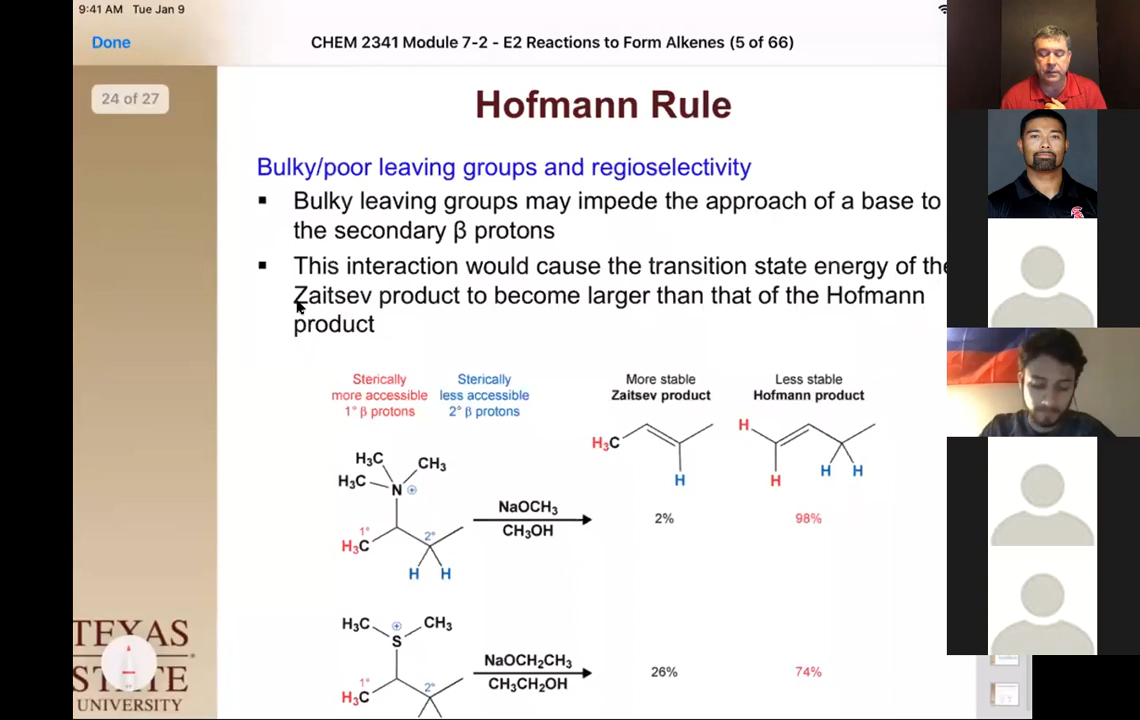 9:41 AM Tue Jan 9
Done
CHEM 2341 Module 7-2 - E2 Reactions to Form Alkenes (5 of 66)
24 of 27
Hofmann Rule
Bulky/poor leaving groups and regioselectivity
▪ Bulky leaving groups may impede the approach of a base to
the secondary β protons
▪ This interaction would cause the transition state energy of the
Zaitsev product to become larger than that of the Hofmann
product
Sterically
more accessible
1° β protons
Sterically
less accessible
2° β protons
More stable
Zaitsev product
Less stable
Hofmann product
H₃C
H
H
H
H H
H₃C CH₃
H₃C N ⊕
1° 2°
H₃C
H H
NaOCH₃
CH₃OH
2%
98%
H₃C ⊕ CH₃
S
1° 2°
H₃C
NaOCH₂CH₃
CH₃CH₂OH
26%
74%
TEXAS
STATE
UNIVERSITY